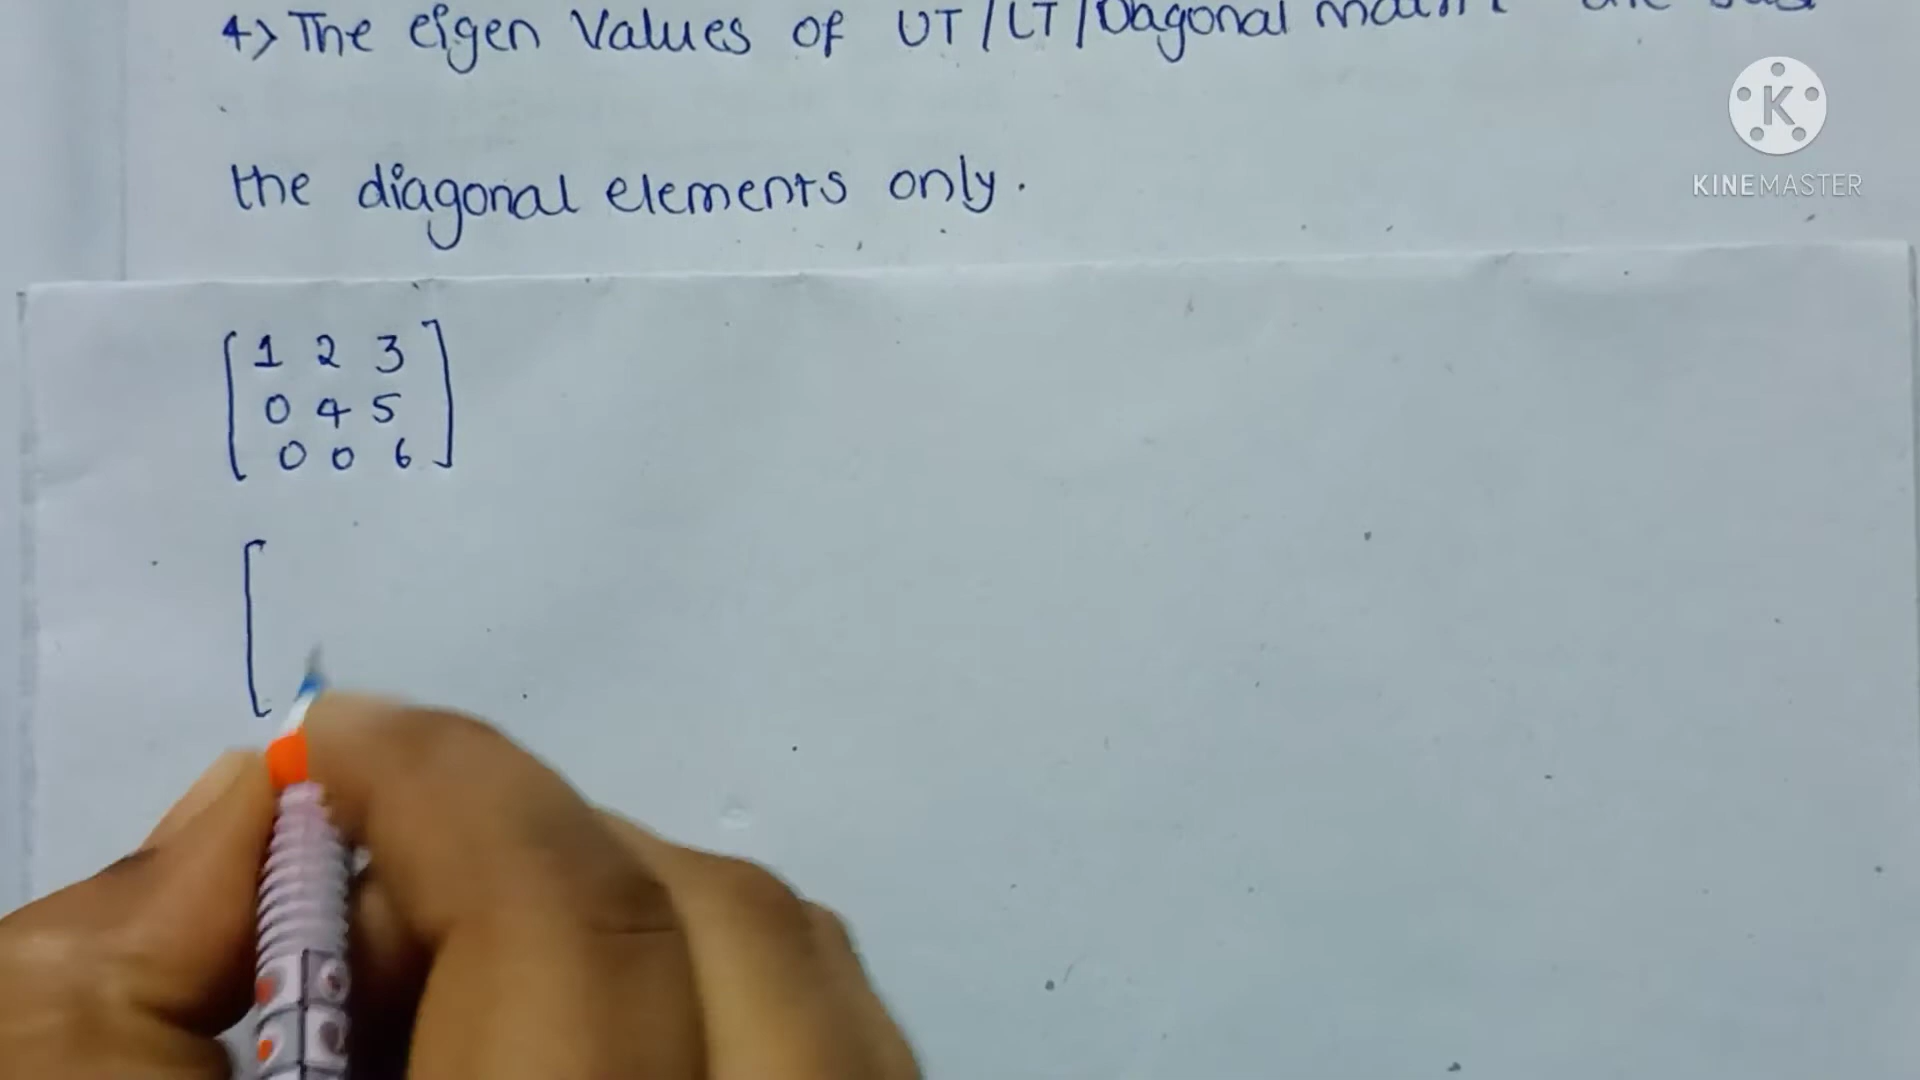 4> The eigen Values of UT/LT/Diagonal
the diagonal elements only.
K
KINEMASTER
1 2 3
0 4 5
0 0 6